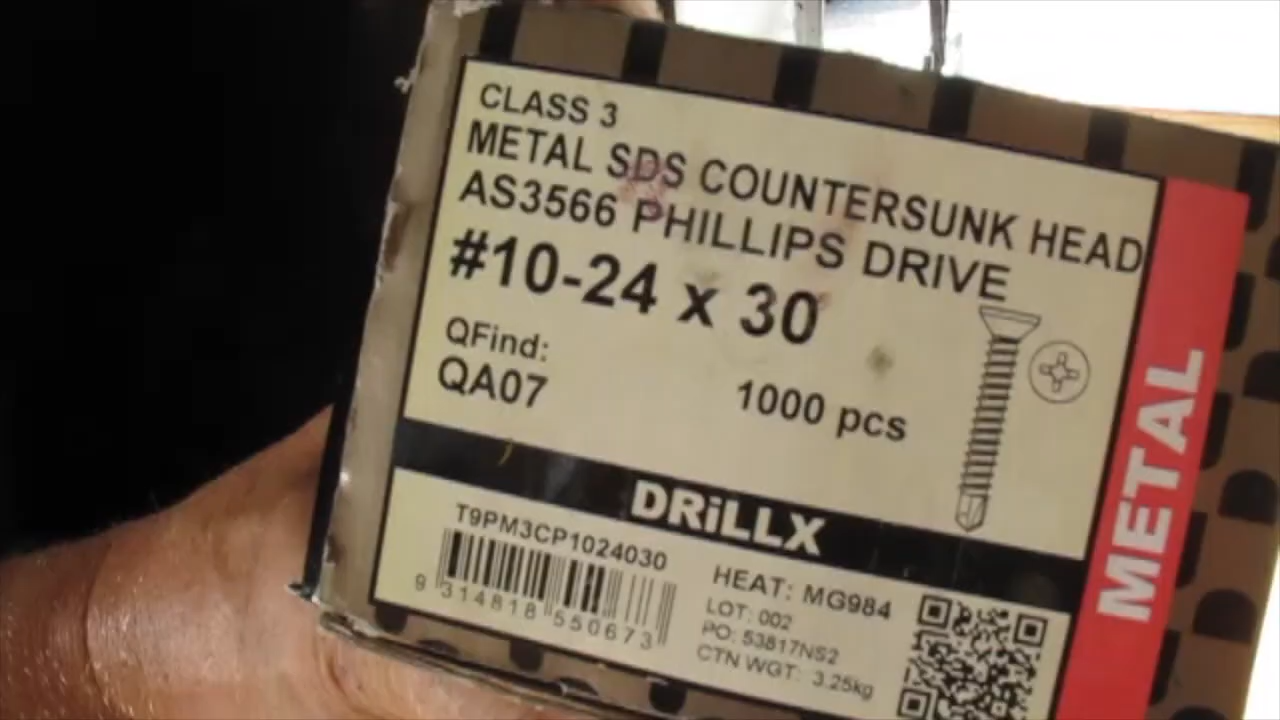 CLASS 3
METAL SDS COUNTERSUNK HEAD
AS3566 PHILLIPS DRIVE
#10-24 x 30
QFind:
QA07
1000 pcs
METAL
DRiLLX
T9PM3CP1024030
9 314818 550673
HEAT: MG984
LOT: 002
PO: 53817NS2
CTN WGT: 3.25kg